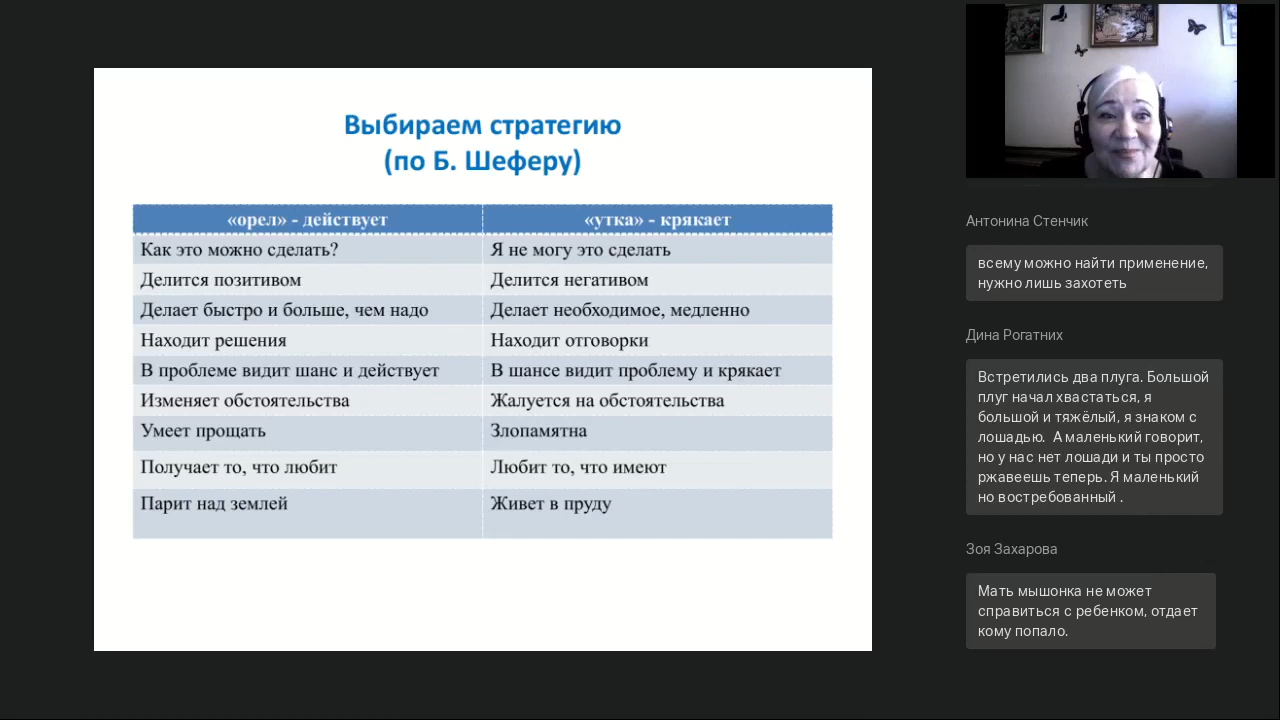 Выбираем стратегию
(по Б. Шеферу)
«орел» - действует
«утка» - крякает
Как это можно сделать?
Я не могу это сделать
Делится позитивом
Делится негативом
Делает быстро и больше, чем надо
Делает необходимое, медленно
Находит решения
Находит отговорки
В проблеме видит шанс и действует
В шансе видит проблему и крякает
Изменяет обстоятельства
Жалуется на обстоятельства
Умеет прощать
Злопамятна
Получает то, что любит
Любит то, что имеют
Парит над землей
Живет в пруду
Антонина Стенчик
всему можно найти применение,
нужно лишь захотеть
Дина Рогатних
Встретились два плуга. Большой
плуг начал хвастаться, я
большой и тяжёлый, я знаком с
лошадью.  А маленький говорит,
но у нас нет лошади и ты просто
ржавеешь теперь. Я маленький
но востребованный .
Зоя Захарова
Мать мышонка не может
справиться с ребенком, отдает
кому попало.